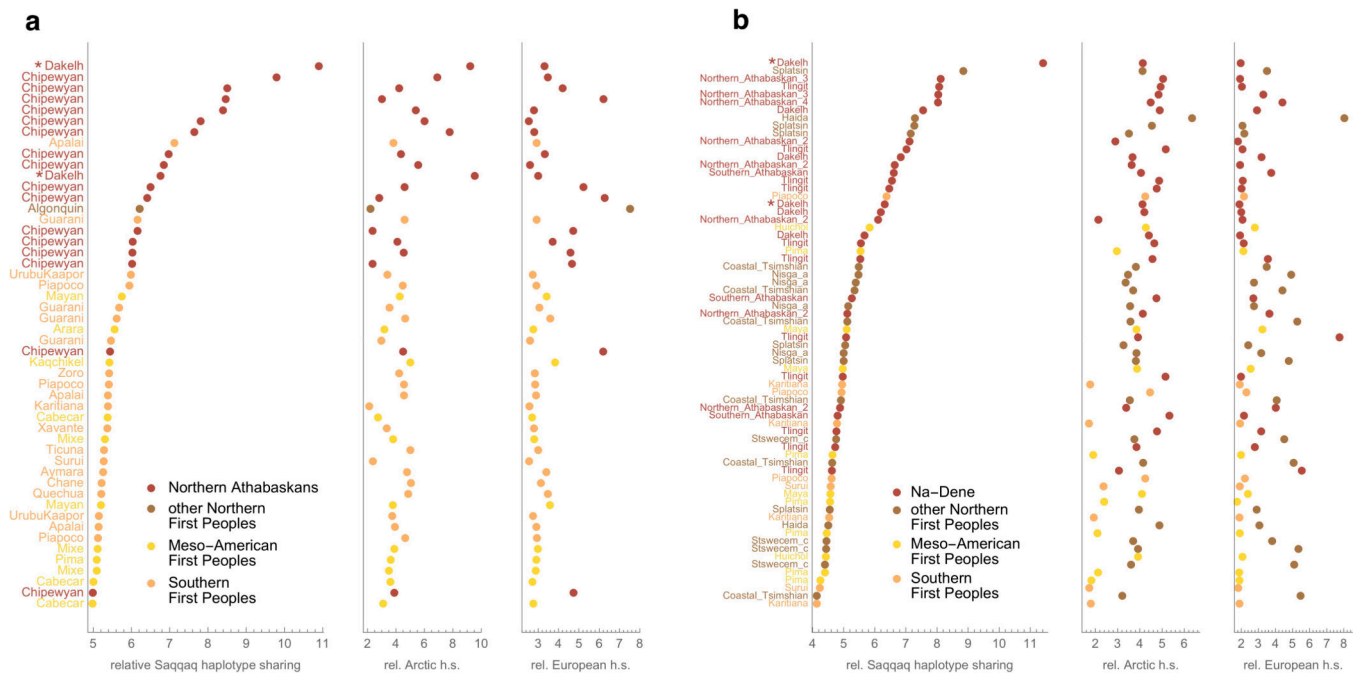 a
*Dakelh
Chipewyan
Chipewyan
Chipewyan
Chipewyan
Chipewyan
Chipewyan
Apalai
Chipewyan
Chipewyan
*Dakelh
Chipewyan
Chipewyan
Algonquin
Guarani
Chipewyan
Chipewyan
Chipewyan
Chipewyan
UrubuKaapor
Piapoco
Mayan
Guarani
Guarani
Arara
Guarani
Chipewyan
Kaqchikel
Zoro
Piapoco
Apalai
Karitiana
Cabecar
Xavante
Mixe
Ticuna
Surui
Aymara
Chane
Quechua
Mayan
UrubuKaapor
Apalai
Piapoco
Mixe
Pima
Mixe
Cabecar
Chipewyan
Cabecar
Northern Athabaskans
other Northern
First Peoples
Meso-American
First Peoples
Southern
First Peoples
5 6 7 8 9 10 11
2 4 6 8 10
3 4 5 6 7
relative Saqqaq haplotype sharing
rel. Arctic h.s.
rel. European h.s.
b
*Dakelh
Splatsin
Northern_Athabaskan_3
Tlingit
Northern_Athabaskan_3
Northern_Athabaskan_4
Dakelh
Haida
Splatsin
Splatsin
Northern_Athabaskan_2
Tlingit
Dakelh
Northern_Athabaskan_2
Southern_Athabaskan
Tlingit
Tlingit
Piapoco
*Dakelh
Dakelh
Northern_Athabaskan_2
Huichol
Dakelh
Tlingit
Pima
Tlingit
Coastal_Tsimshian
Nisga_a
Nisga_a
Coastal_Tsimshian
Southern_Athabaskan
Nisga_a
Northern_Athabaskan_2
Coastal_Tsimshian
Maya
Tlingit
Splatsin
Nisga_a
Splatsin
Maya
Tlingit
Karitiana
Piapoco
Coastal_Tsimshian
Northern_Athabaskan_2
Southern_Athabaskan
Karitiana
Tlingit
Stswecem_c
Tlingit
Pima
Coastal_Tsimshian
Tlingit
Piapoco
Surui
Maya
Pima
Splatsin
Karitiana
Haida
Pima
Stswecem_c
Stswecem_c
Huichol
Stswecem_c
Pima
Pima
Surui
Coastal_Tsimshian
Karitiana
Na-Dene
other Northern
First Peoples
Meso-American
First Peoples
Southern
First Peoples
4 5 6 7 8 9 10 11
2 3 4 5 6
2 3 4 5 6 7 8
rel. Saqqaq haplotype sharing
rel. Arctic h.s.
rel. European h.s.